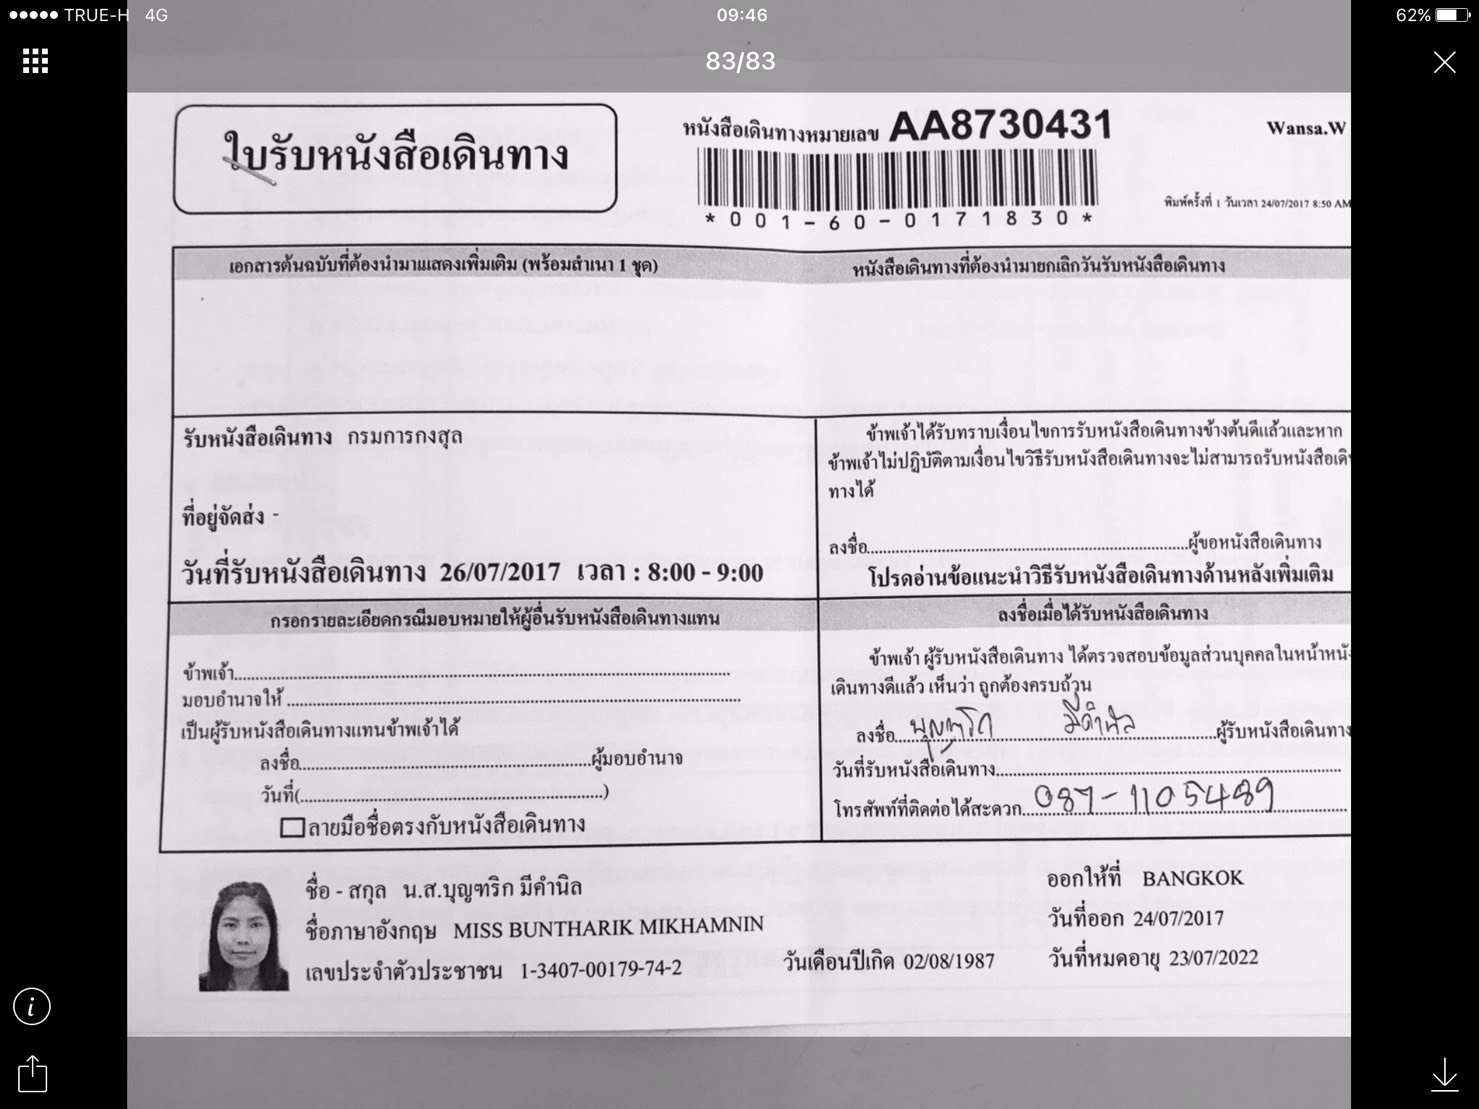 TRUE-H 4G
09:46
62%
83/83
ใบรับหนังสือเดินทาง
หนังสือเดินทางหมายเลข AA8730431
Wansa.W
*001-60-0171830*
พิมพ์ครั้งที่ 1 วันเวลา 24/07/2017 8:50 AM
เอกสารต้นฉบับที่ต้องนำมาแสดงเพิ่มเติม (พร้อมสำเนา 1 ชุด)
หนังสือเดินทางที่ต้องนำมายกเลิกวันรับหนังสือเดินทาง
รับหนังสือเดินทาง กรมการกงสุล
ที่อยู่จัดส่ง -
วันที่รับหนังสือเดินทาง 26/07/2017 เวลา : 8:00 - 9:00
ข้าพเจ้าได้รับทราบเงื่อนไขการรับหนังสือเดินทางข้างต้นดีแล้วและหาก
ข้าพเจ้าไม่ปฏิบัติตามเงื่อนไขวิธีรับหนังสือเดินทางจะไม่สามารถรับหนังสือเดิน
ทางได้
ลงชื่อ............ผู้ขอหนังสือเดินทาง
โปรดอ่านข้อแนะนำวิธีรับหนังสือเดินทางด้านหลังเพิ่มเติม
กรอกรายละเอียดกรณีมอบหมายให้ผู้อื่นรับหนังสือเดินทางแทน
ข้าพเจ้า............
มอบอำนาจให้ ............
เป็นผู้รับหนังสือเดินทางแทนข้าพเจ้าได้
ลงชื่อ............ผู้มอบอำนาจ
วันที่(............)
ลายมือชื่อตรงกับหนังสือเดินทาง
ลงชื่อเมื่อได้รับหนังสือเดินทาง
ข้าพเจ้า ผู้รับหนังสือเดินทาง ได้ตรวจสอบข้อมูลส่วนบุคคลในหน้าหนัง
เดินทางดีแล้ว เห็นว่า ถูกต้องครบถ้วน
ลงชื่อ... บุญฑริก มีคำนิล ...ผู้รับหนังสือเดินทาง
วันที่รับหนังสือเดินทาง............
โทรศัพท์ที่ติดต่อได้สะดวก... 087-1105489
ชื่อ - สกุล น.ส.บุญฑริก มีคำนิล
ชื่อภาษาอังกฤษ MISS BUNTHARIK MIKHAMNIN
เลขประจำตัวประชาชน 1-3407-00179-74-2
วันเดือนปีเกิด 02/08/1987
ออกให้ที่ BANGKOK
วันที่ออก 24/07/2017
วันที่หมดอายุ 23/07/2022